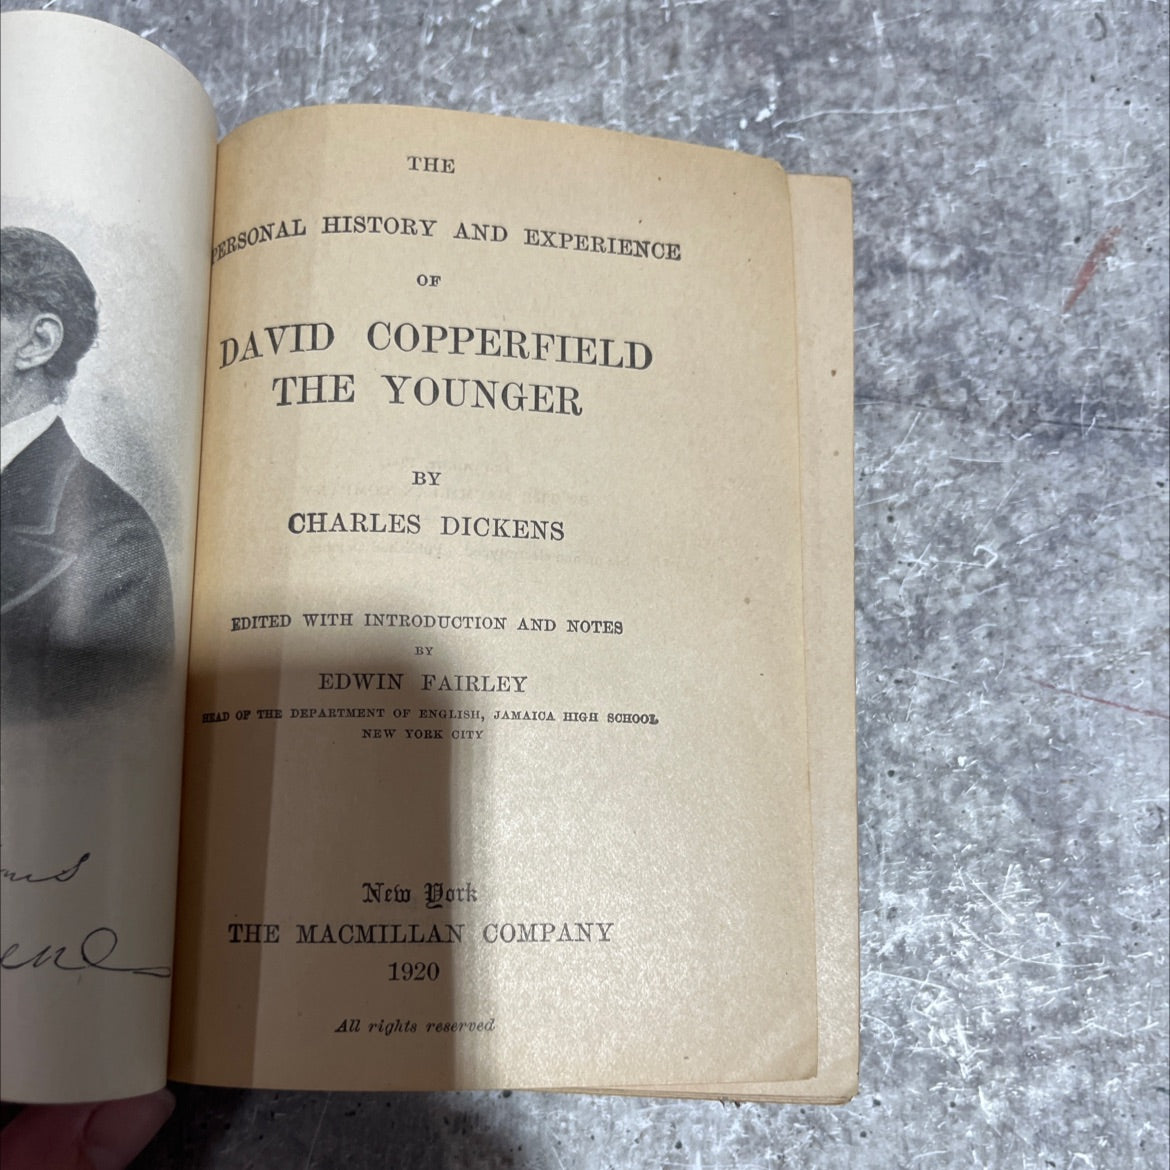 THE
PERSONAL HISTORY AND EXPERIENCE
OF
DAVID COPPERFIELD
THE YOUNGER
BY
CHARLES DICKENS
EDITED WITH INTRODUCTION AND NOTES
BY
EDWIN FAIRLEY
HEAD OF THE DEPARTMENT OF ENGLISH, JAMAICA HIGH SCHOOL
NEW YORK CITY
New York
THE MACMILLAN COMPANY
1920
All rights reserved